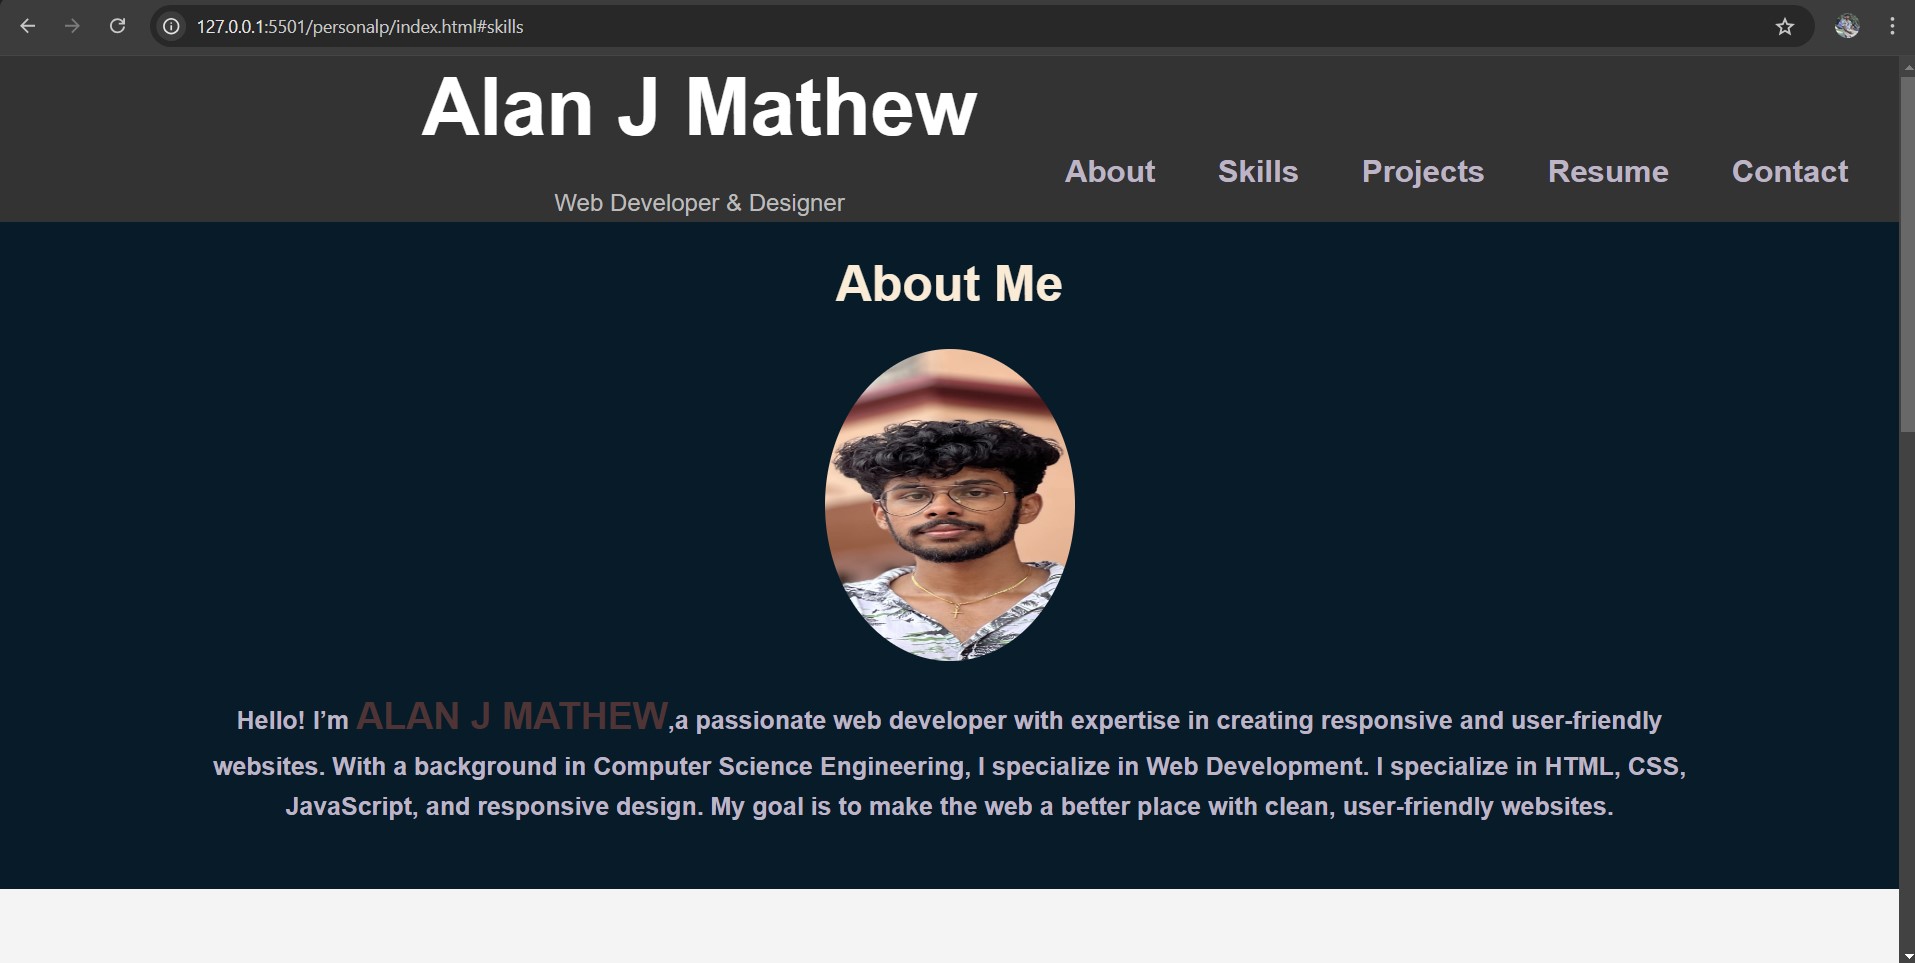 127.0.0.1:5501/personalp/index.html#skills
Alan J Mathew
About Skills Projects Resume Contact
Web Developer & Designer
About Me
Hello! I’m ALAN J MATHEW,a passionate web developer with expertise in creating responsive and user-friendly
websites. With a background in Computer Science Engineering, I specialize in Web Development. I specialize in HTML, CSS,
JavaScript, and responsive design. My goal is to make the web a better place with clean, user-friendly websites.